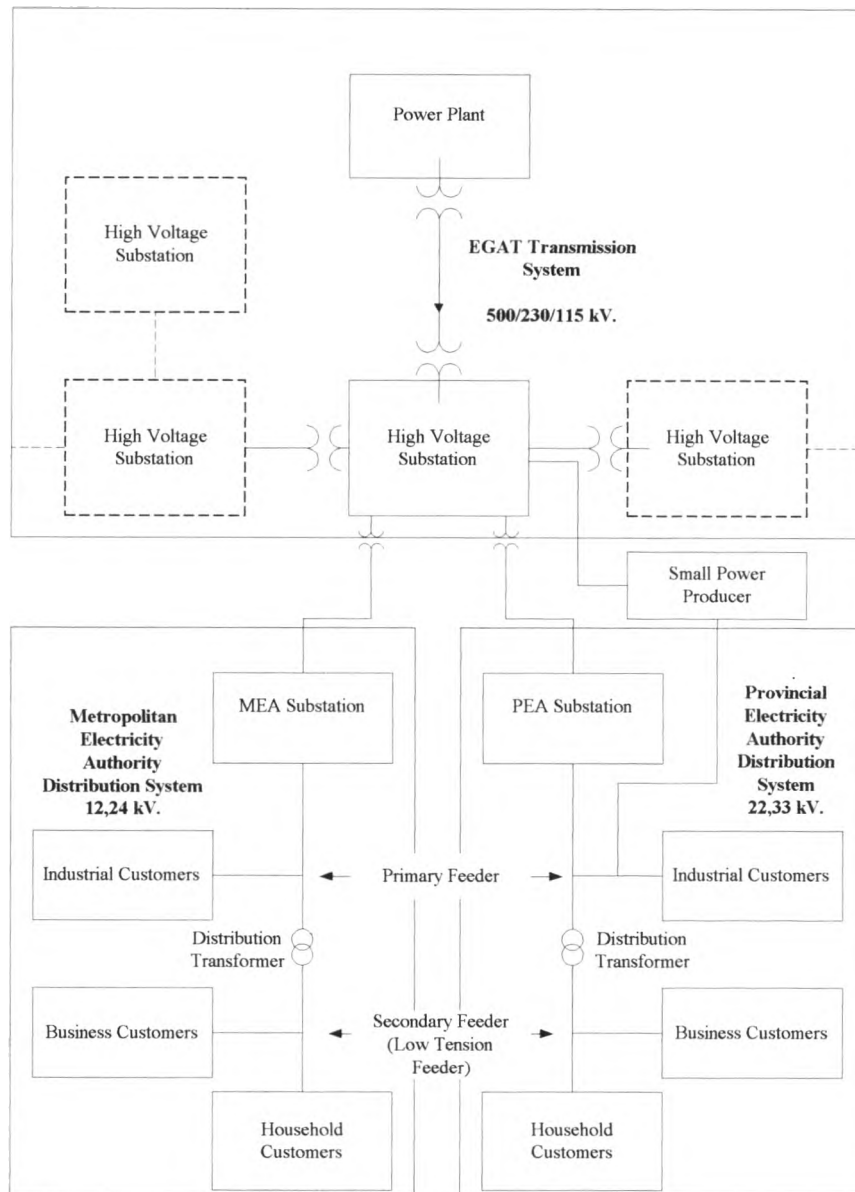 Power Plant
High Voltage
Substation
EGAT Transmission
System
500/230/115 kV.
High Voltage
Substation
High Voltage
Substation
High Voltage
Substation
Small Power
Producer
MEA Substation
PEA Substation
Metropolitan
Electricity
Authority
Distribution System
12,24 kV.
Provincial
Electricity
Authority
Distribution
System
22,33 kV.
Industrial Customers
Primary Feeder
Industrial Customers
Distribution
Transformer
Distribution
Transformer
Business Customers
Secondary Feeder
(Low Tension
Feeder)
Business Customers
Household
Customers
Household
Customers